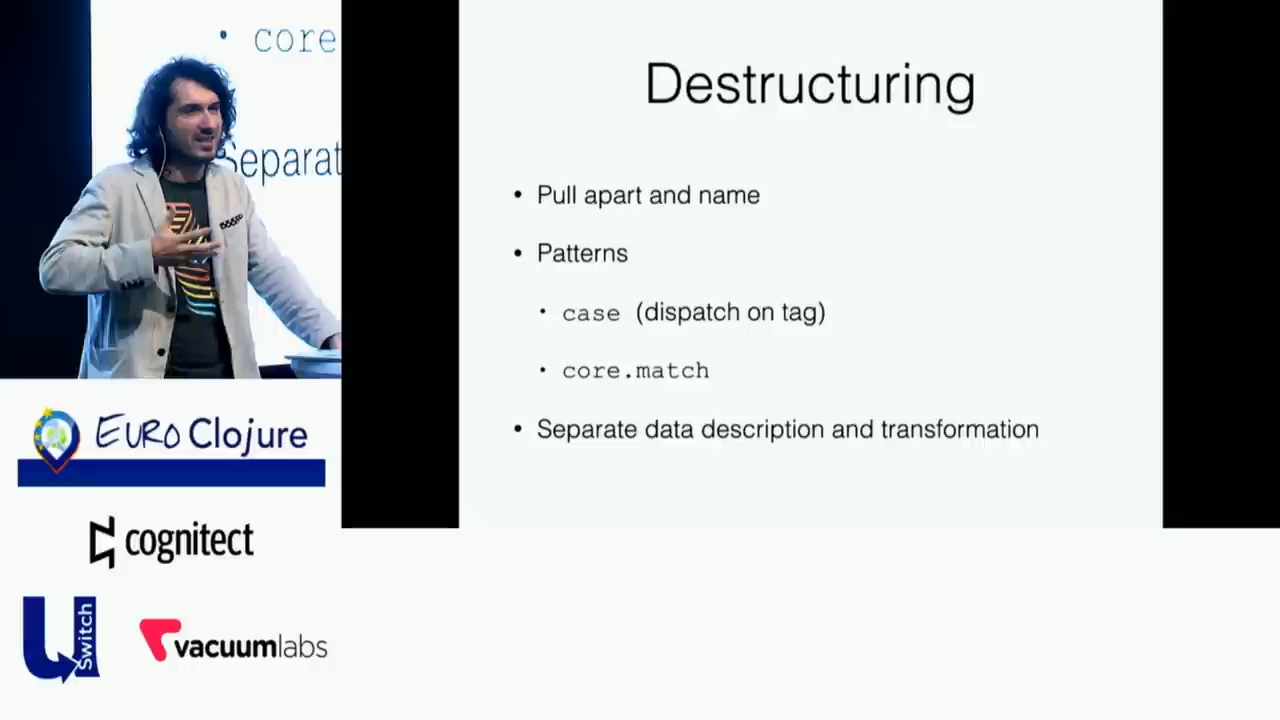 • core
Separat
Destructuring
• Pull apart and name
• Patterns
• case (dispatch on tag)
• core.match
• Separate data description and transformation
EURO Clojure
cognitect
uSwitch
vacuumlabs